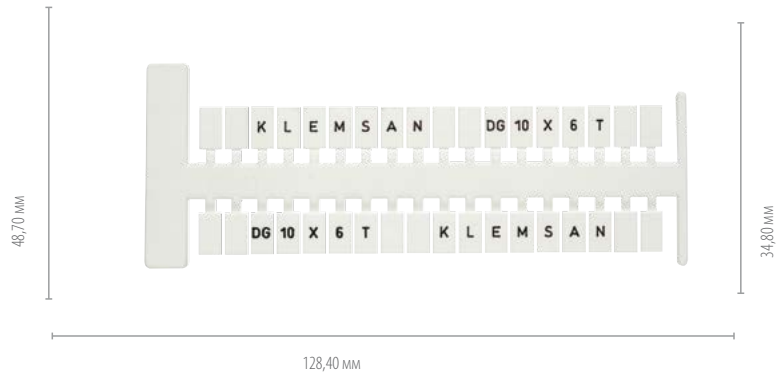 K L E M S A N DG 10 X 6 T
DG 10 X 6 T K L E M S A N
48,70 мм
34,80 мм
128,40 мм